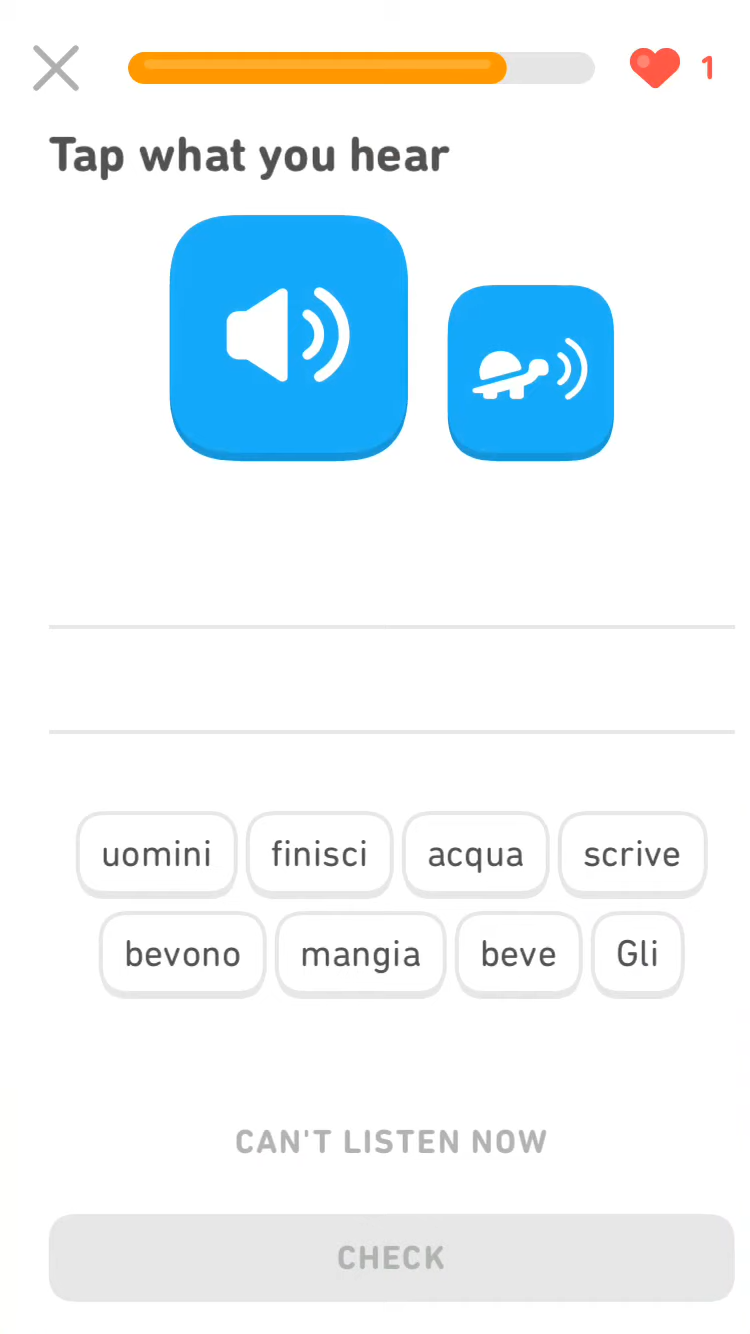 1
Tap what you hear
uomini finisci acqua scrive
bevono mangia beve Gli
CAN'T LISTEN NOW
CHECK